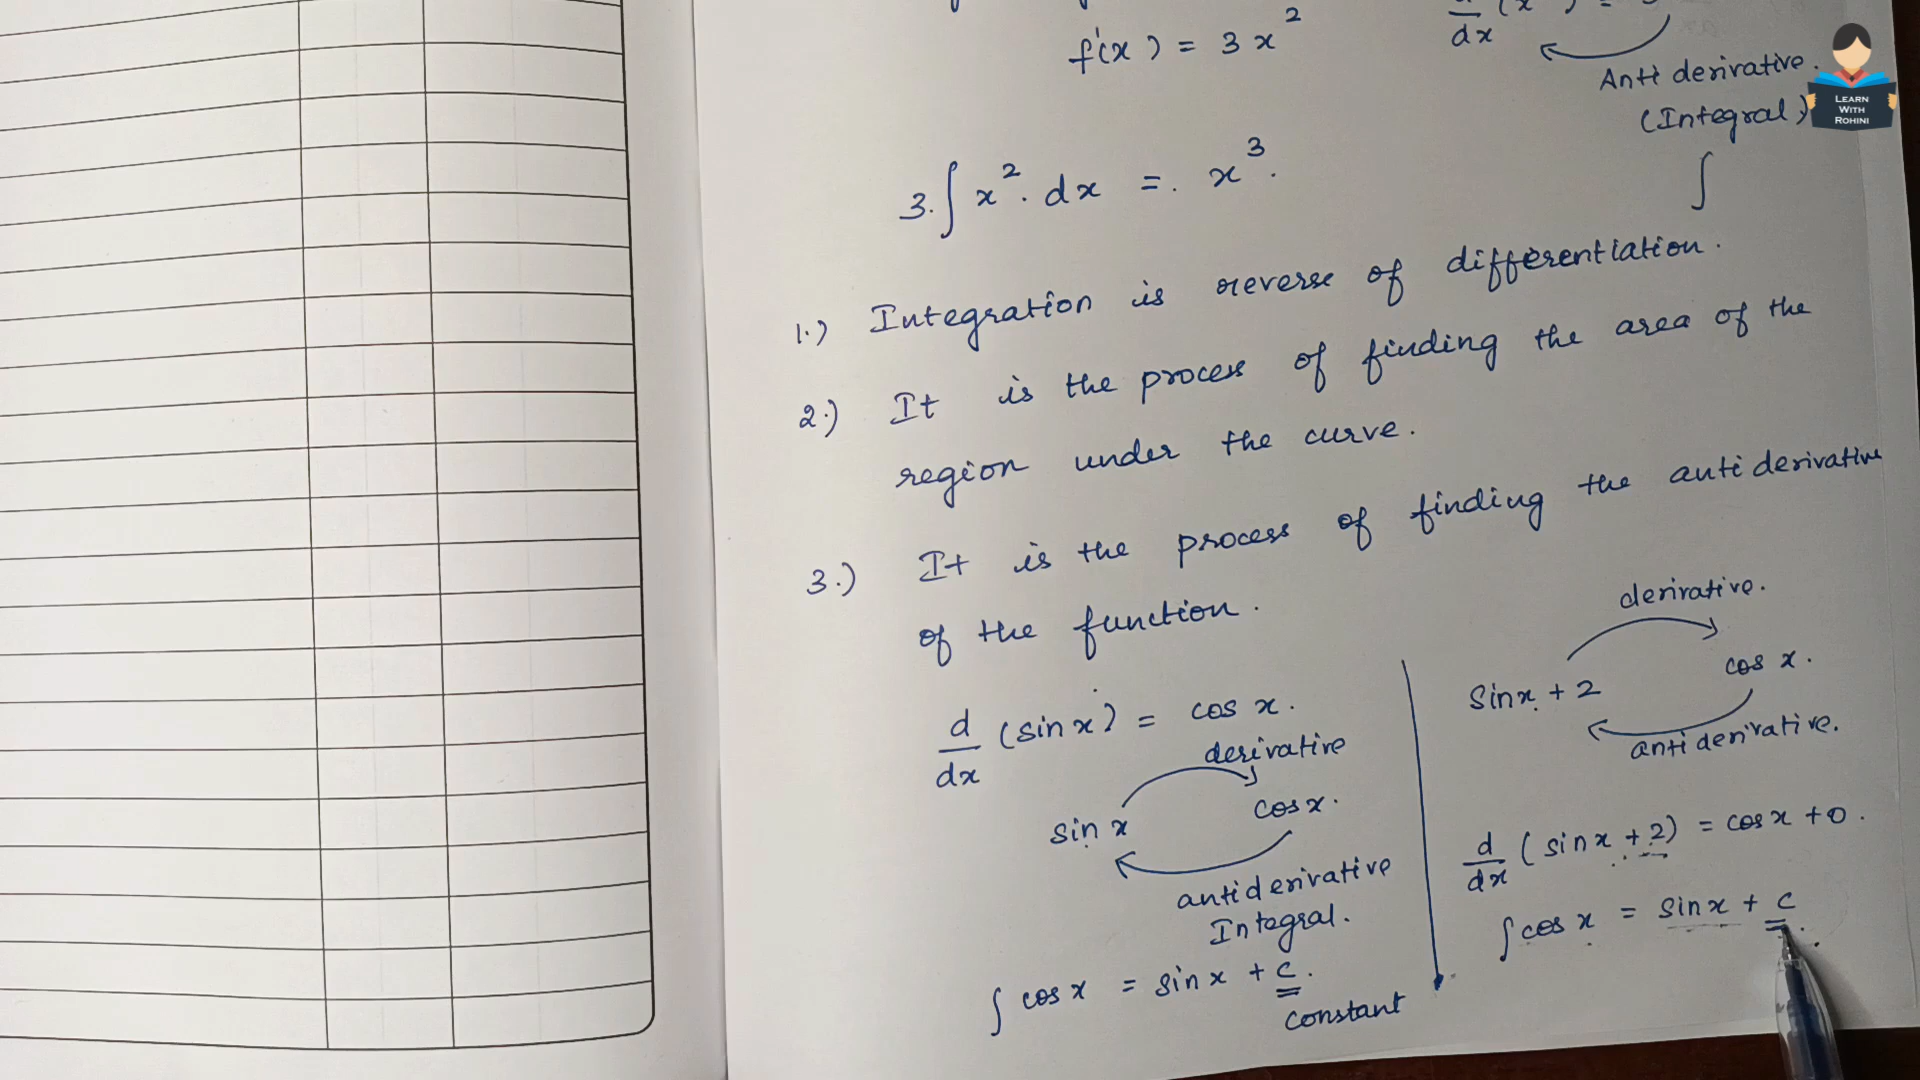 f'(x) = 3x²
d/dx (x
Anti derivative.
(Integral)
∫
LEARN
WITH
ROHINI
3.∫ x². dx =. x³.
1.) Integration is reverse of differentiation.
2.) It is the process of finding the area of the
region under the curve.
3.) It is the process of finding the anti derivative
of the function.
d/dx (sin x) = cos x.
derivative
sin x cos x.
antiderivative
Integral.
∫ cos x = sin x + c.
constant
derivative.
Sinx + 2 cos x.
anti derivative.
d/dx (sin x + 2) = cos x + 0.
∫ cos x = sin x + c